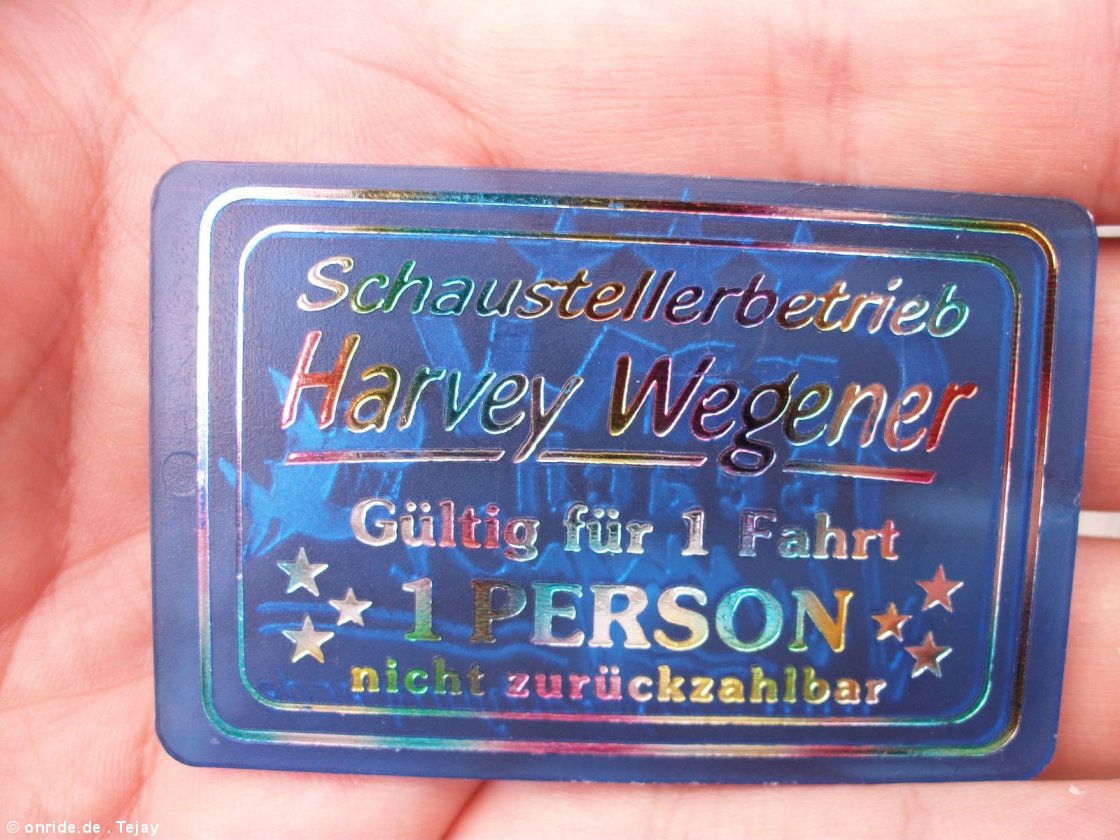 Schaustellerbetrieb
Harvey Wegener
Gültig für 1 Fahrt
1 PERSON
nicht zurückzahlbar
© onride.de . Tejay